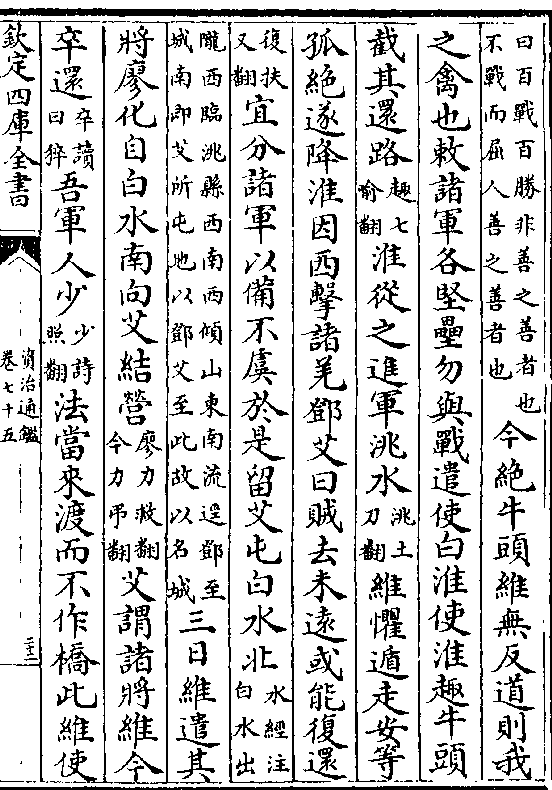 曰百戰百勝非善之善者也不戰而屈人善之善者也今絶牛頭維無反道則我
之禽也敕諸軍各堅壘勿與戰遣使白淮使淮趣牛頭
截其還路趣七喻翻淮從之進軍洮水洮土刀翻維懼遁走安等
孤絶遂降淮因西擊諸羌鄧艾曰賊去未遠或能復還
復扶又翻宜分諸軍以備不虞於是留艾屯白水北水經注白水出
隴西臨洮縣西南西傾山東南流逕鄧至城南即艾所屯地以鄧艾至此故以名城三日維遣其
將廖化自白水南向艾結營廖力救翻今力弔翻艾謂諸將維今
卒還卒讀曰猝吾軍人少少詩照翻法當來渡而不作橋此維使
欽定四庫全書
資治通鑑
卷七十五
二十三